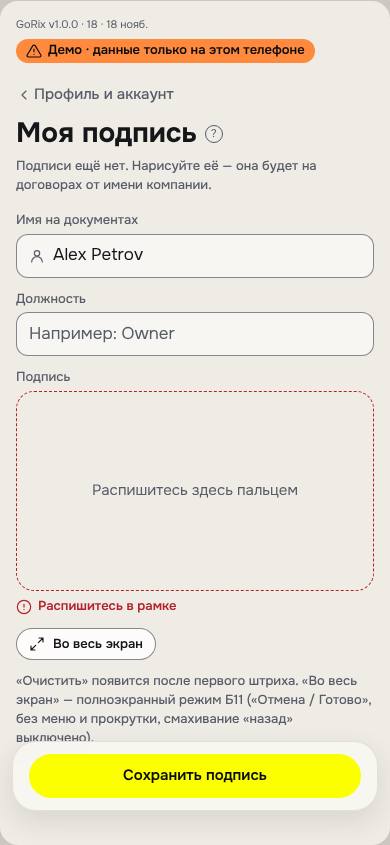 GoRix v1.0.0 · 18 · 18 нояб.
Демо · данные только на этом телефоне
Профиль и аккаунт
Моя подпись ?
Подписи ещё нет. Нарисуйте её — она будет на
договорах от имени компании.
Имя на документах
Alex Petrov
Должность
Например: Owner
Подпись
Распишитесь здесь пальцем
Распишитесь в рамке
Во весь экран
«Очистить» появится после первого штриха. «Во весь
экран» — полноэкранный режим Б11 («Отмена / Готово»,
без меню и прокрутки, смахивание «назад»
выключено).
Сохранить подпись